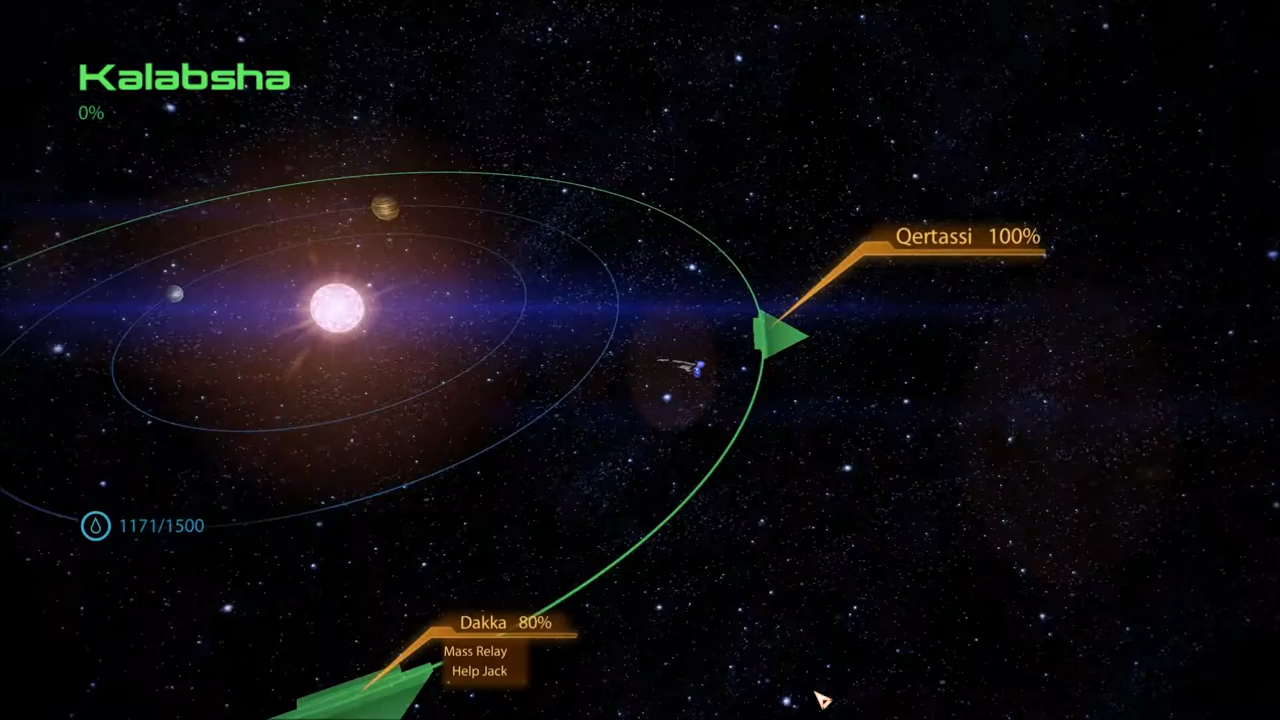 Kalabsha
0%
Qertassi 100%
1171/1500
Dakka 80%
Mass Relay
Help Jack